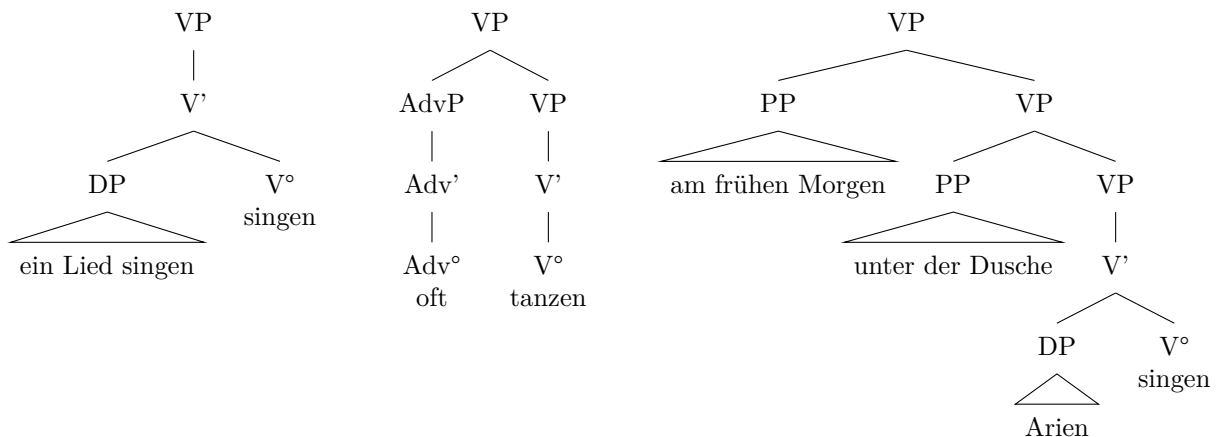 VP VP VP
V' AdvP VP PP VP
DP V° Adv' V' am frühen Morgen PP VP
singen
ein Lied singen Adv° V° unter der Dusche V'
oft tanzen
DP V°
singen
Arien